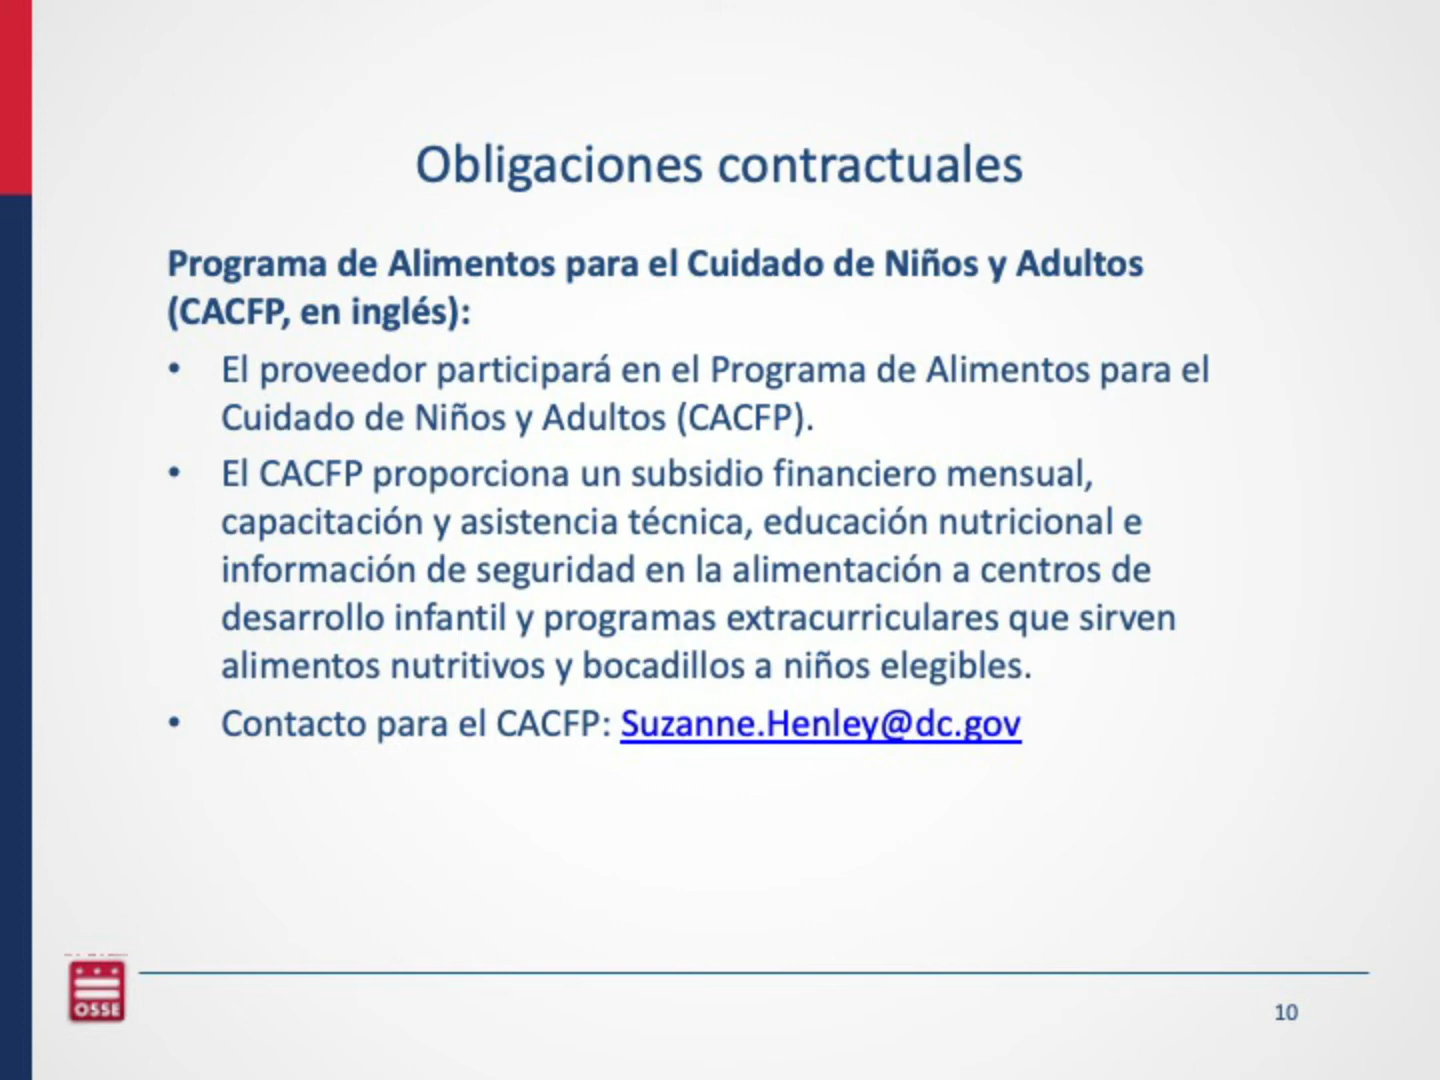 Obligaciones contractuales
Programa de Alimentos para el Cuidado de Niños y Adultos
(CACFP, en inglés):
• El proveedor participará en el Programa de Alimentos para el
Cuidado de Niños y Adultos (CACFP).
• El CACFP proporciona un subsidio financiero mensual,
capacitación y asistencia técnica, educación nutricional e
información de seguridad en la alimentación a centros de
desarrollo infantil y programas extracurriculares que sirven
alimentos nutritivos y bocadillos a niños elegibles.
• Contacto para el CACFP: Suzanne.Henley@dc.gov
OSSE
10